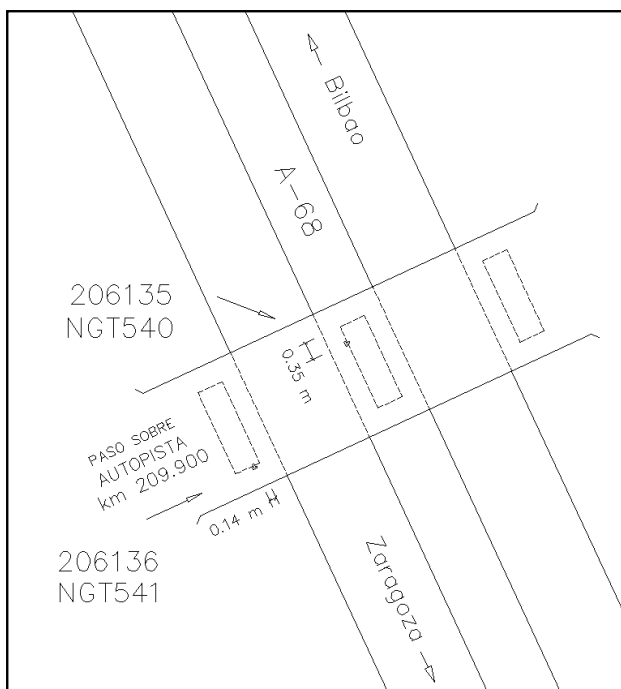 Bilbao
A-68
206135
NGT540
0.35 m
PASO SOBRE
AUTOPISTA
km 209.900
0.14 m
206136
NGT541
Zaragoza